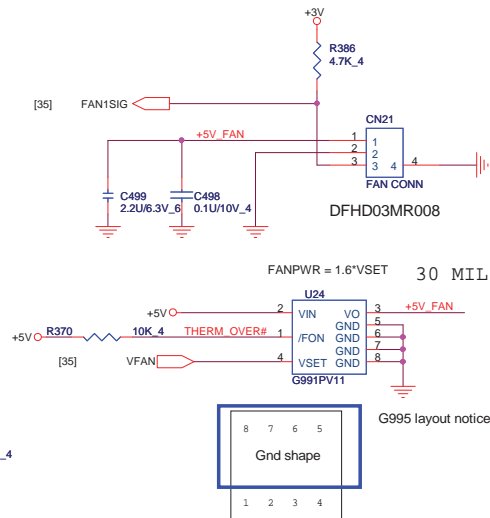 +3V
R386
4.7K_4
[35] FAN1SIG
CN21
+5V_FAN 1 1
2 2
3 3 4 4
FAN CONN
C499 C498
2.2U/6.3V_6 0.1U/10V_4
DFHD03MR008
FANPWR = 1.6*VSET 30 MIL
U24
+5V 2 VIN VO 3 +5V_FAN
GND 5
+5V R370 10K_4 THERM_OVER# 1 /FON GND 6
GND 7
[35] VFAN 4 VSET GND 8
G991PV11
G995 layout notice
8 7 6 5
Gnd shape
_4
1 2 3 4